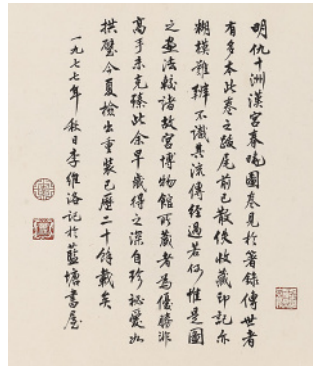 明仇十洲漢宮春曉圖卷見於著錄傳世者
有多本此卷之跋尾前已散佚收藏印記亦
糊模難辨不識其流傳經過若何惟是圖
之畫法較諸故宮博物館所藏者為優勝非
高手未克臻此余早歲得之深自珍秘愛如
拱璧今夏檢出重裝已歷二十餘載矣
一九七七年秋日李維洛記於藍塘書屋